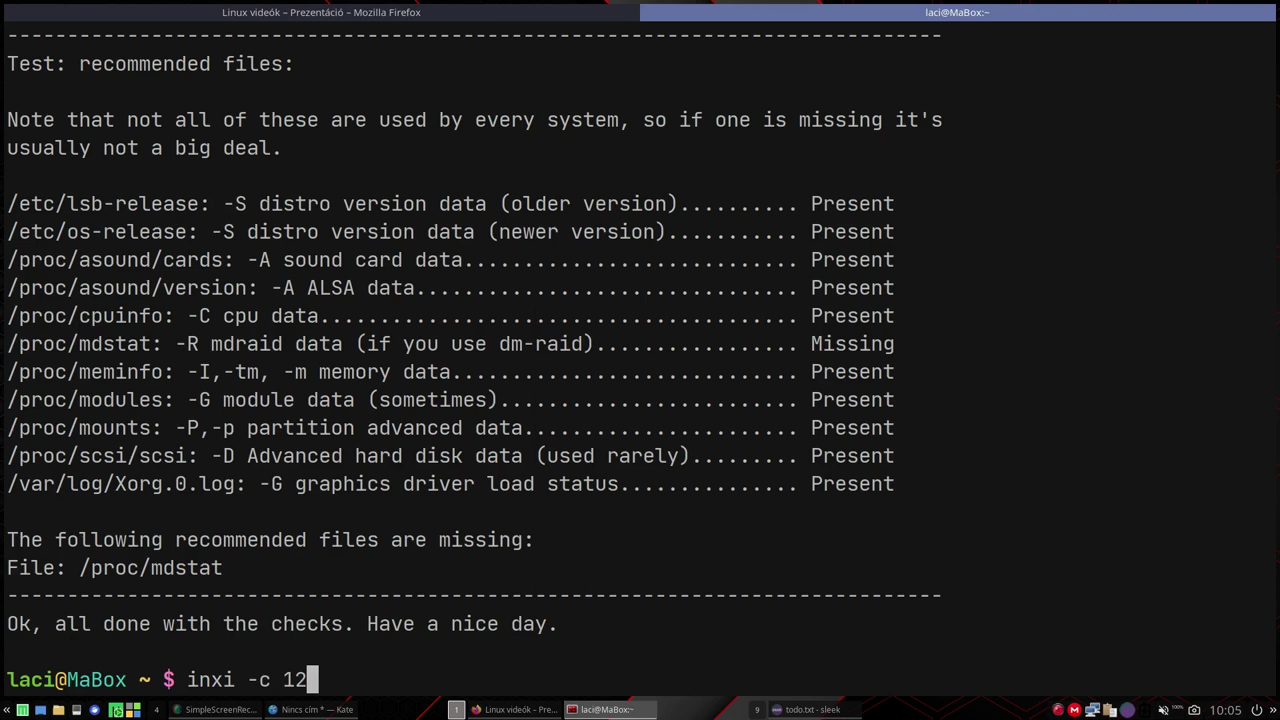 Linux videók – Prezentáció – Mozilla Firefox
laci@MaBox:~
------------------------------------------------------------------------------
Test: recommended files:
Note that not all of these are used by every system, so if one is missing it's
usually not a big deal.
/etc/lsb-release: -S distro version data (older version).......... Present
/etc/os-release: -S distro version data (newer version)........... Present
/proc/asound/cards: -A sound card data............................ Present
/proc/asound/version: -A ALSA data................................ Present
/proc/cpuinfo: -C cpu data........................................ Present
/proc/mdstat: -R mdraid data (if you use dm-raid)................. Missing
/proc/meminfo: -I,-tm, -m memory data............................. Present
/proc/modules: -G module data (sometimes)......................... Present
/proc/mounts: -P,-p partition advanced data....................... Present
/proc/scsi/scsi: -D Advanced hard disk data (used rarely)......... Present
/var/log/Xorg.0.log: -G graphics driver load status............... Present
The following recommended files are missing:
File: /proc/mdstat
------------------------------------------------------------------------------
Ok, all done with the checks. Have a nice day.
laci@MaBox ~ $ inxi -c 12
4 SimpleScreenRec... Nincs cím * — Kate 1 Linux videók – Pre... laci@MaBox:~ 9 todo.txt - sleek 100% 10:05